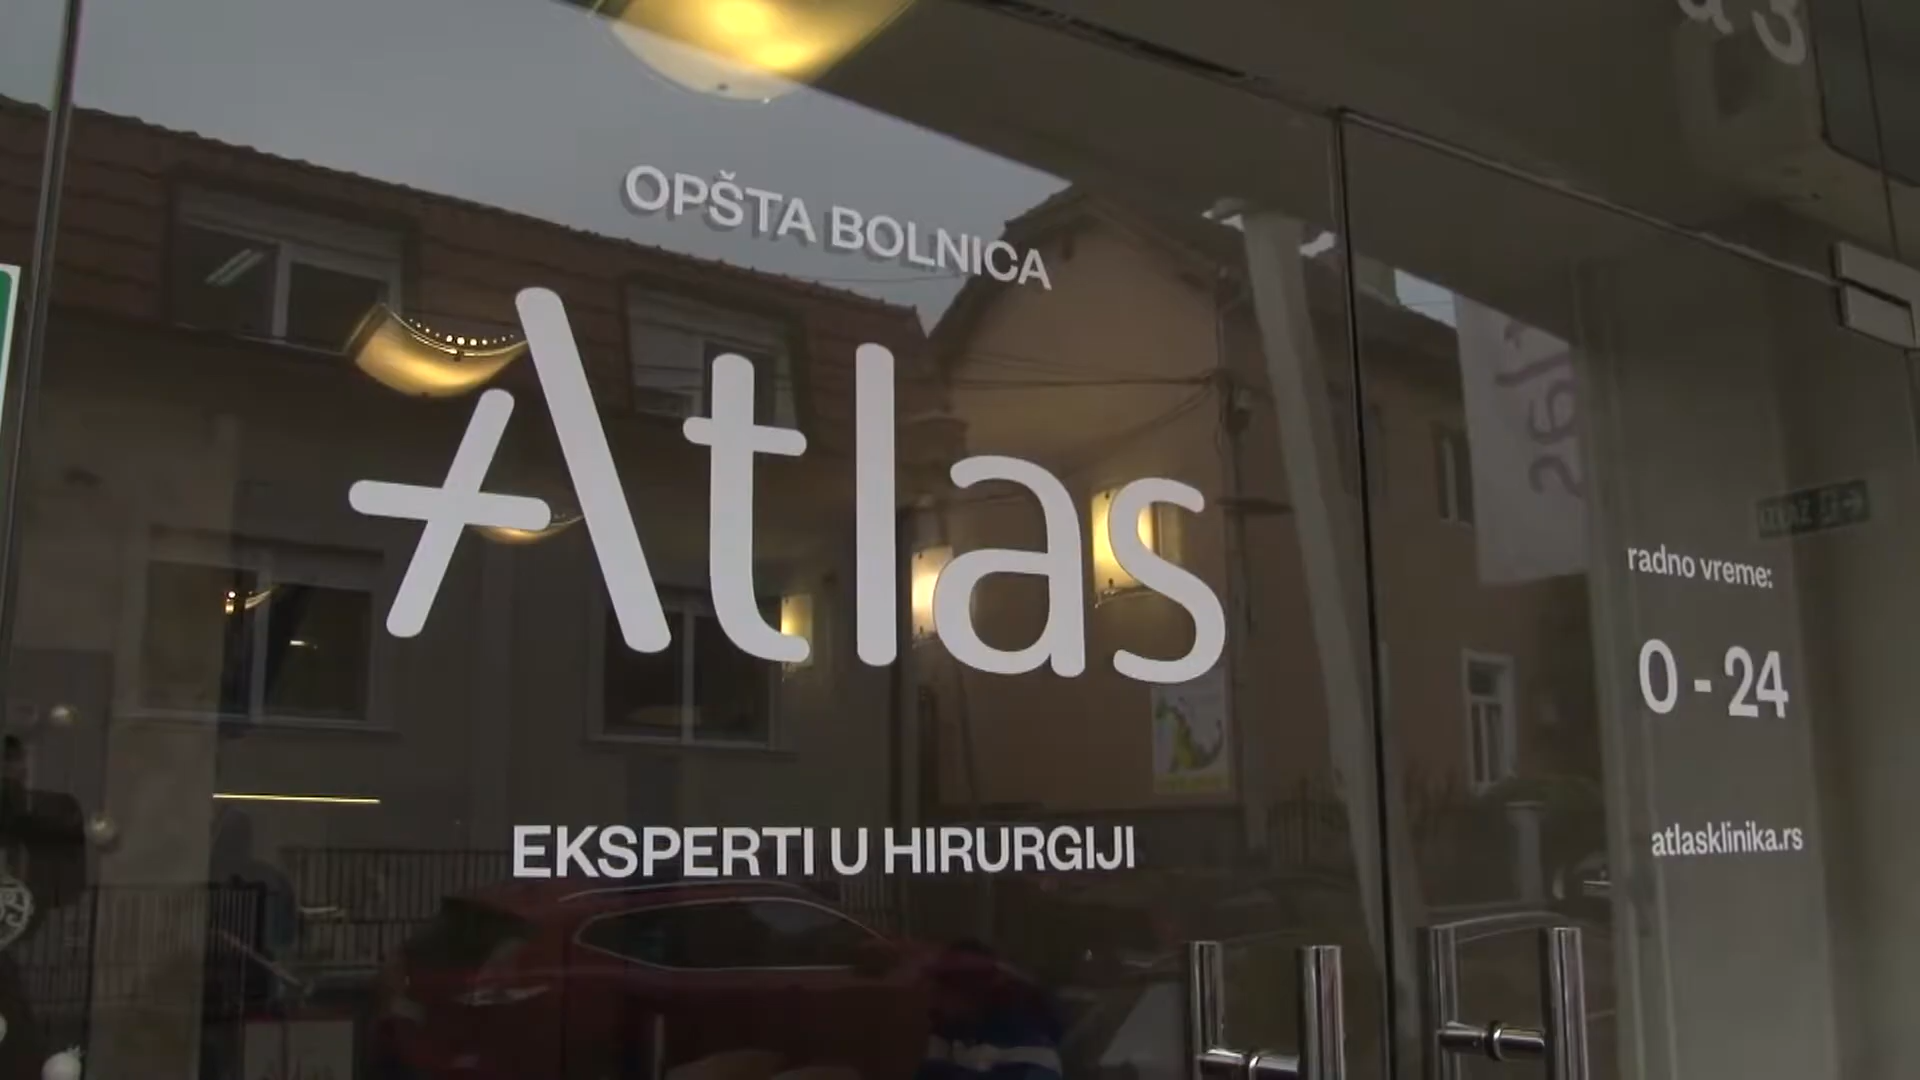 OPŠTA BOLNICA
Atlas
EKSPERTI U HIRURGIJI
radno vreme:
0 - 24
atlasklinika.rs